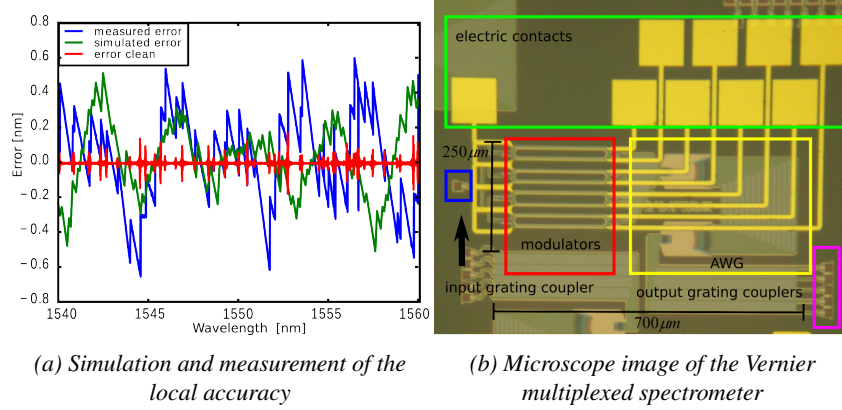 0.8
0.6
0.4
0.2
0.0
−0.2
−0.4
−0.6
−0.8
Error [nm]
measured error
simulated error
error clean
1540
1545
1550
1555
1560
Wavelength [nm]
(a) Simulation and measurement of the
local accuracy
electric contacts
250μm
modulators
AWG
input grating coupler
output grating couplers
700μm
(b) Microscope image of the Vernier
multiplexed spectrometer